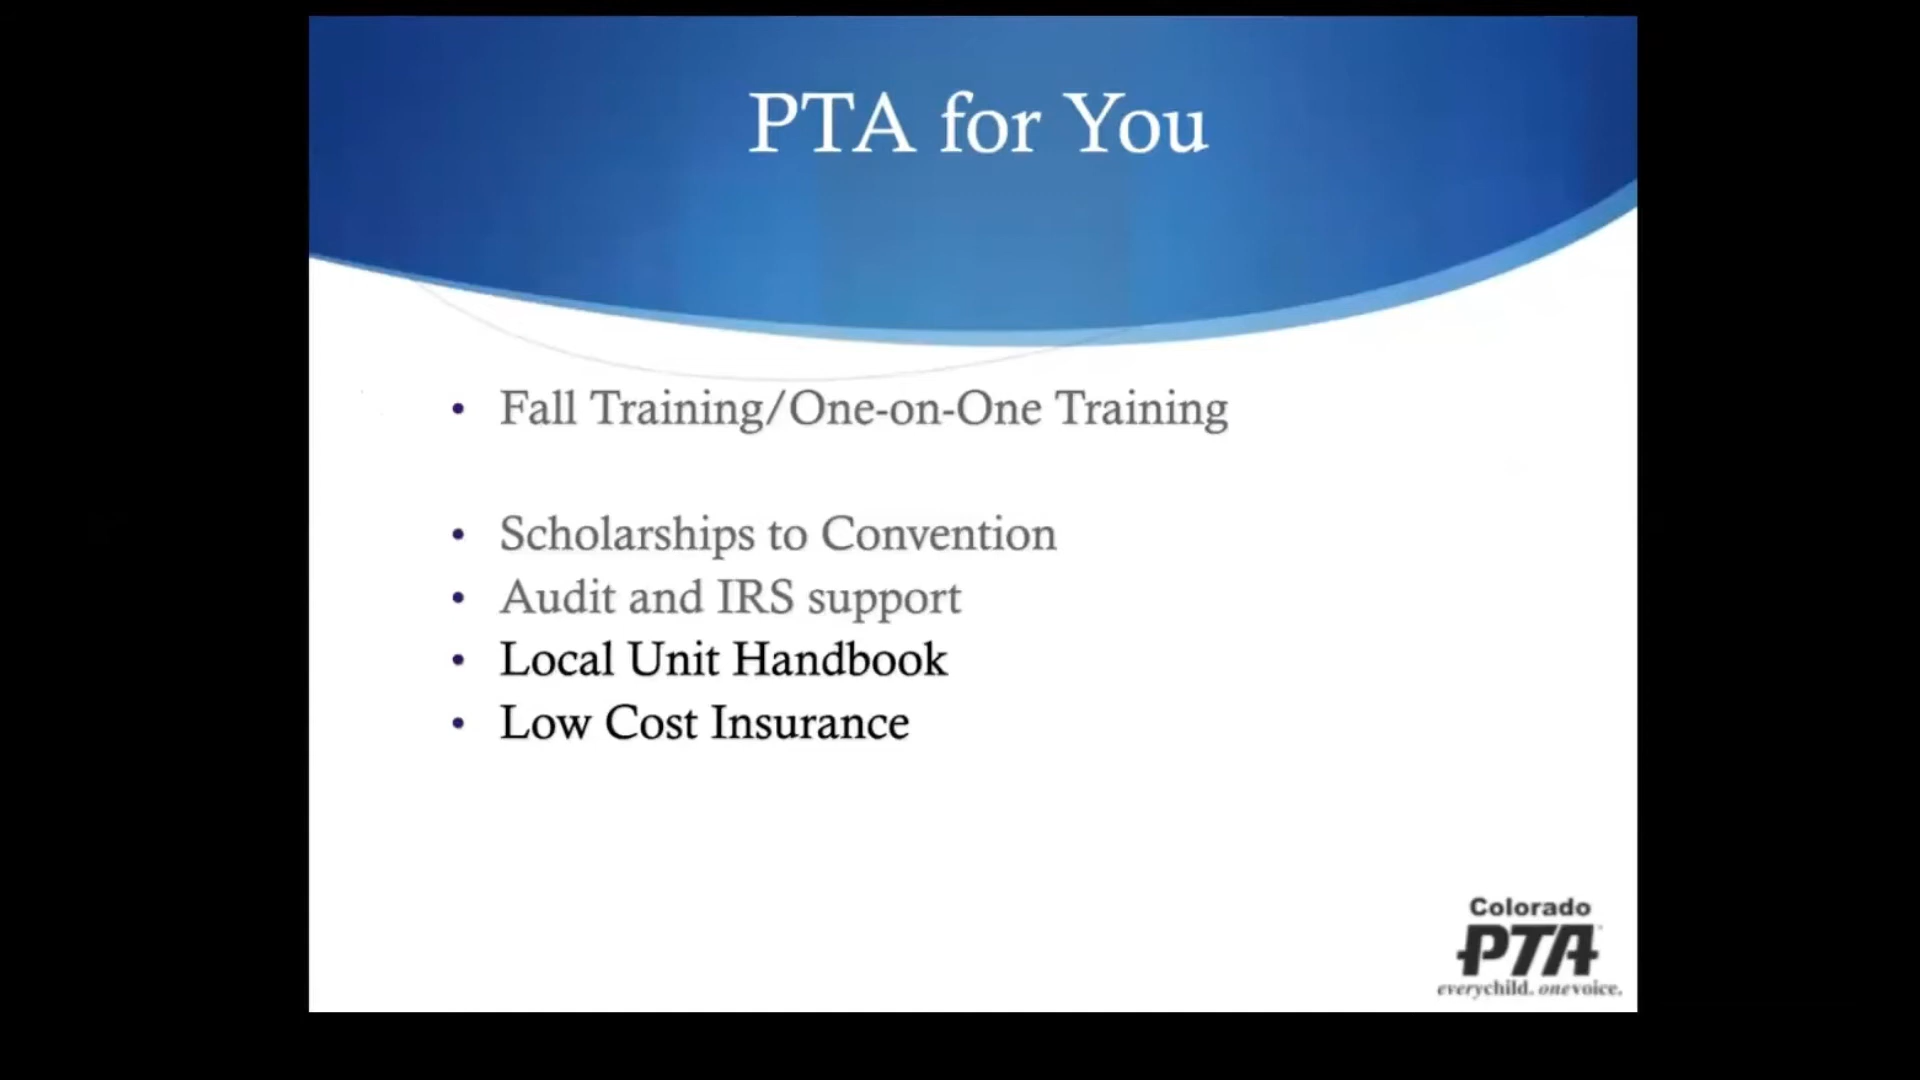 PTA for You
• Fall Training/One-on-One Training
• Scholarships to Convention
• Audit and IRS support
• Local Unit Handbook
• Low Cost Insurance
Colorado
PTA
everychild. onevoice.